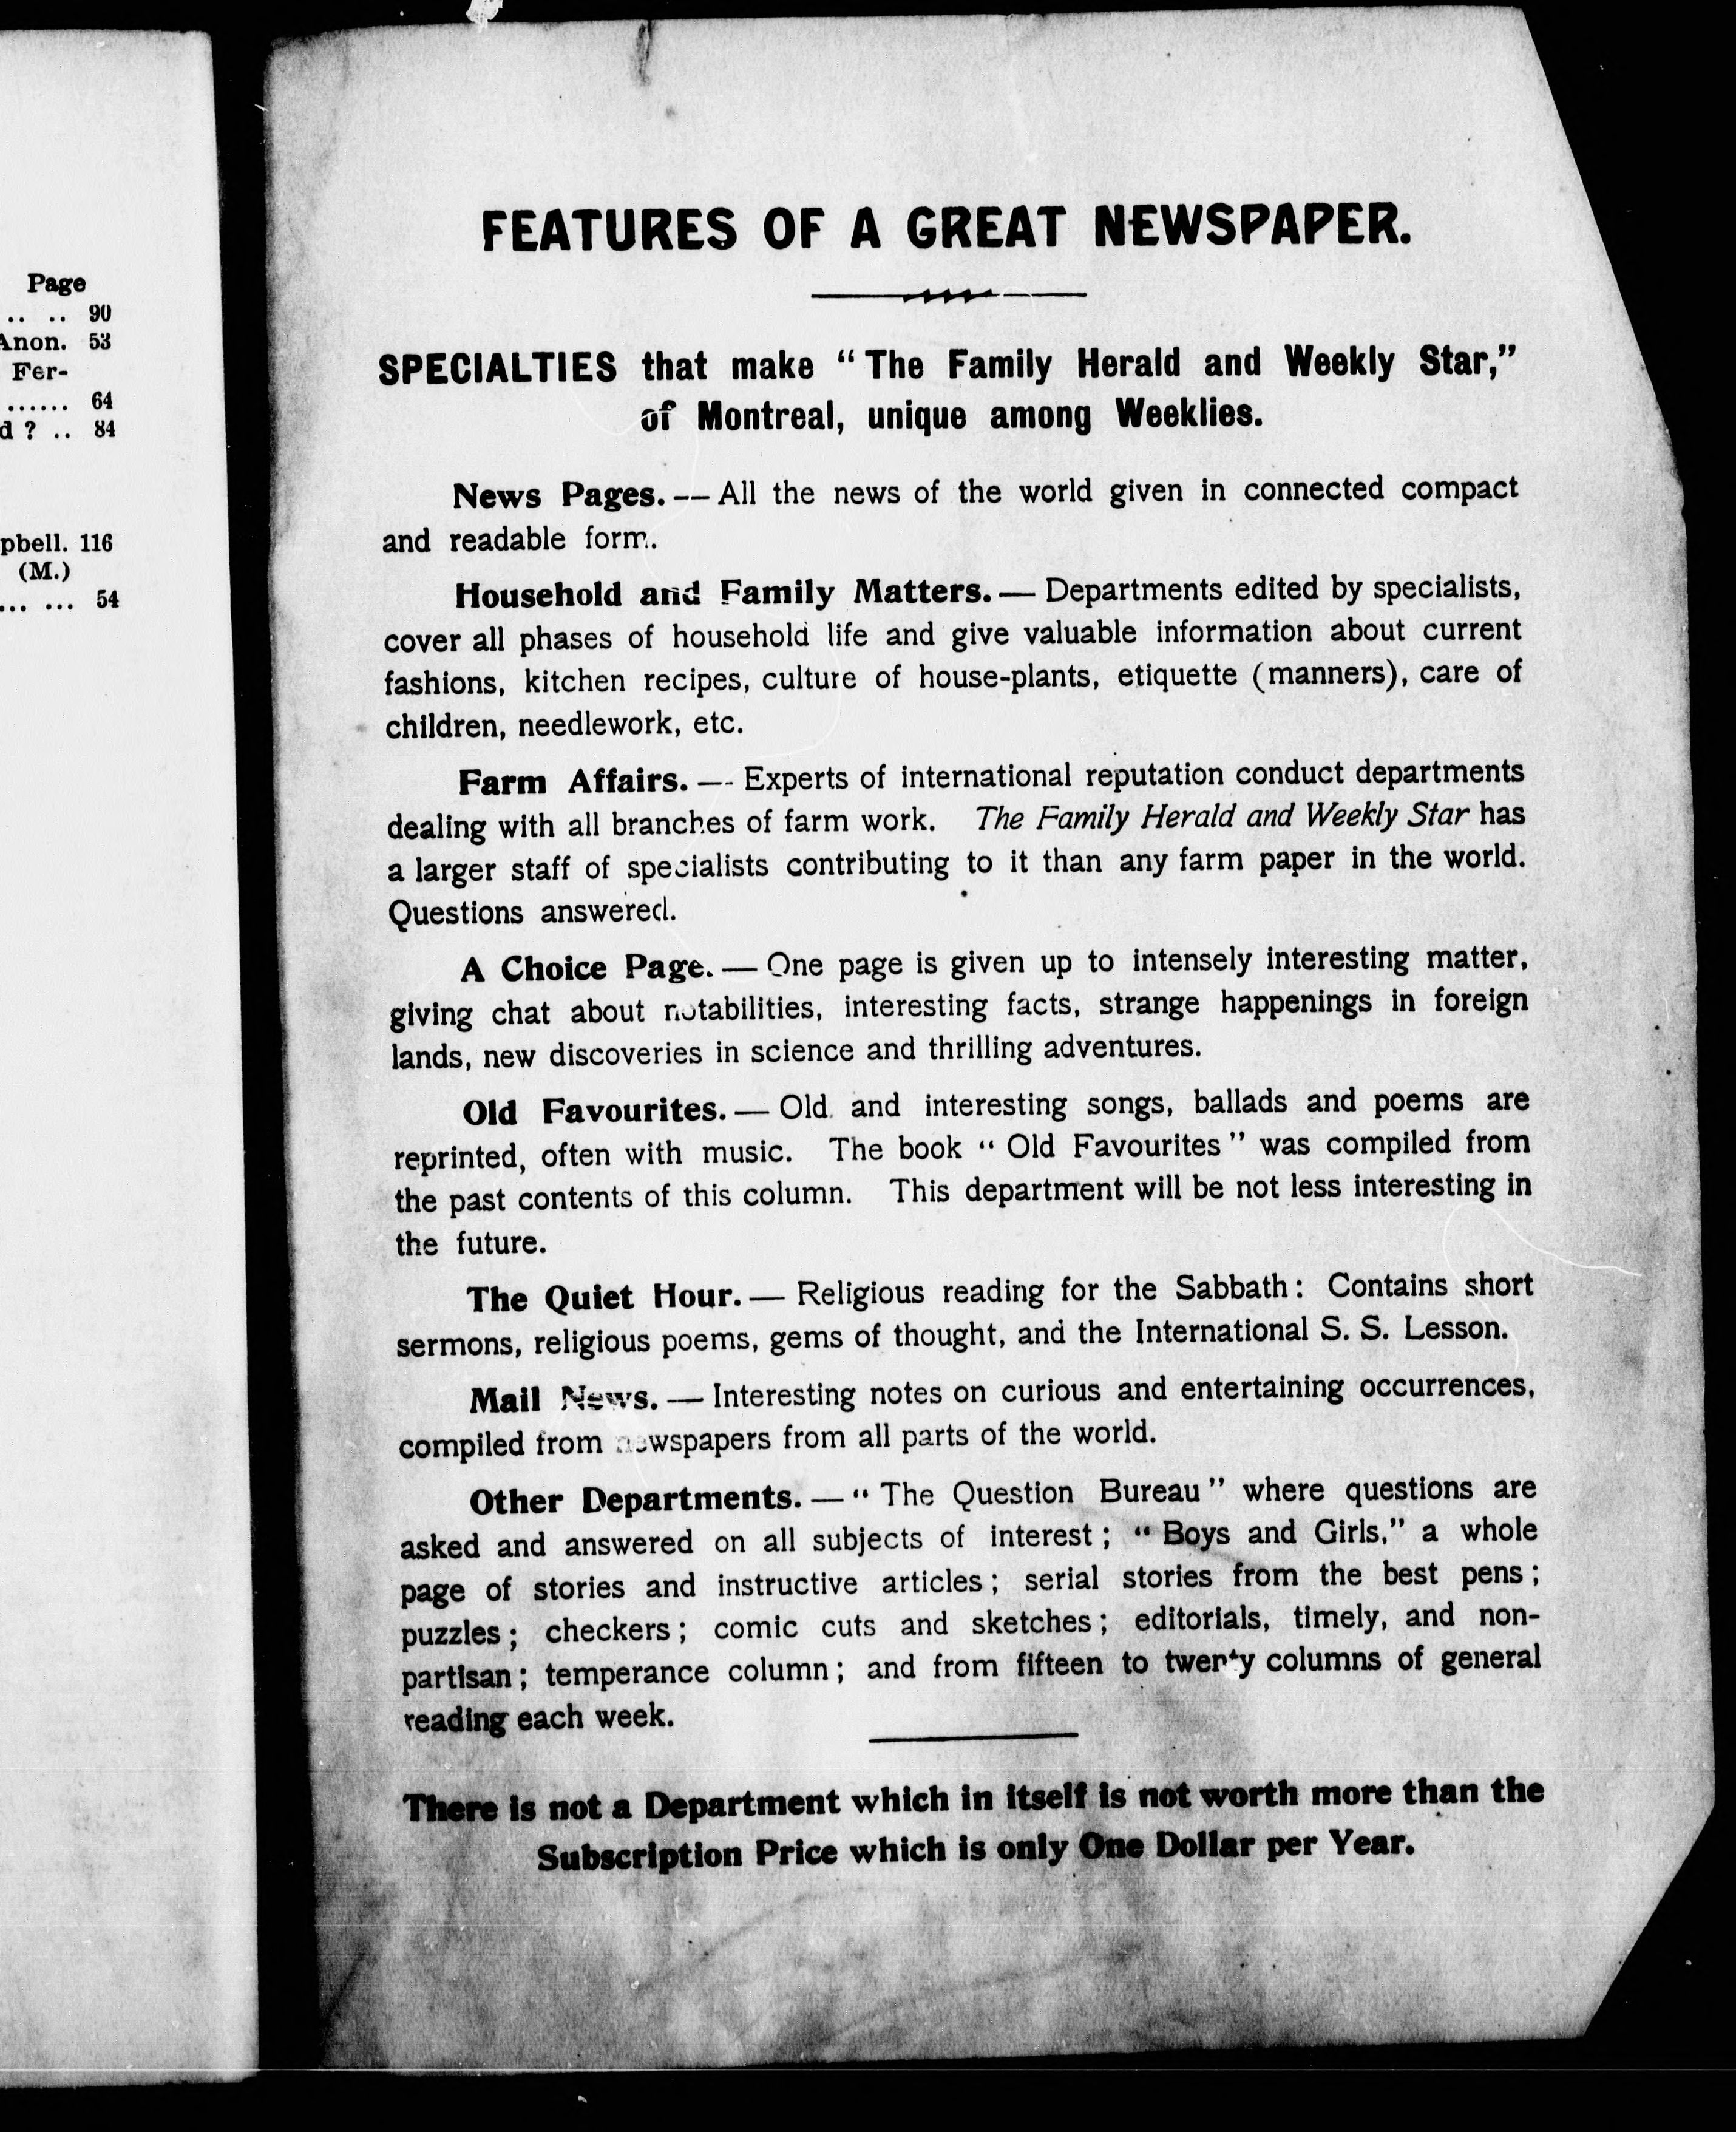 Page
.. .. 90
Anon. 53
Fer-
...... 64
d ? .. 84
pbell. 116
(M.)
... ... 54
FEATURES OF A GREAT NEWSPAPER.
SPECIALTIES that make “The Family Herald and Weekly Star,”
of Montreal, unique among Weeklies.
News Pages.—All the news of the world given in connected compact
and readable form.
Household and Family Matters.—Departments edited by specialists,
cover all phases of household life and give valuable information about current
fashions, kitchen recipes, culture of house-plants, etiquette (manners), care of
children, needlework, etc.
Farm Affairs.—Experts of international reputation conduct departments
dealing with all branches of farm work. The Family Herald and Weekly Star has
a larger staff of specialists contributing to it than any farm paper in the world.
Questions answered.
A Choice Page.—One page is given up to intensely interesting matter,
giving chat about notabilities, interesting facts, strange happenings in foreign
lands, new discoveries in science and thrilling adventures.
Old Favourites.—Old and interesting songs, ballads and poems are
reprinted, often with music. The book “Old Favourites” was compiled from
the past contents of this column. This department will be not less interesting in
the future.
The Quiet Hour.—Religious reading for the Sabbath: Contains short
sermons, religious poems, gems of thought, and the International S. S. Lesson.
Mail News.—Interesting notes on curious and entertaining occurrences,
compiled from newspapers from all parts of the world.
Other Departments.—“The Question Bureau” where questions are
asked and answered on all subjects of interest; “Boys and Girls,” a whole
page of stories and instructive articles; serial stories from the best pens;
puzzles; checkers; comic cuts and sketches; editorials, timely, and non-
partisan; temperance column; and from fifteen to twenty columns of general
reading each week.
There is not a Department which in itself is not worth more than the
Subscription Price which is only One Dollar per Year.